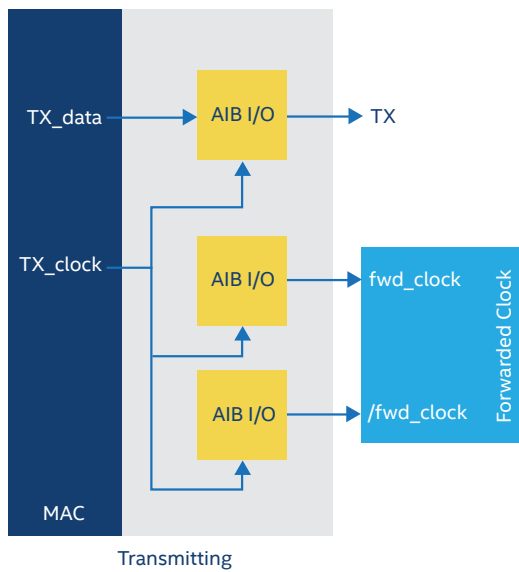 TX_data
AIB I/O
TX
TX_clock
AIB I/O
fwd_clock
AIB I/O
/fwd_clock
Forwarded Clock
MAC
Transmitting